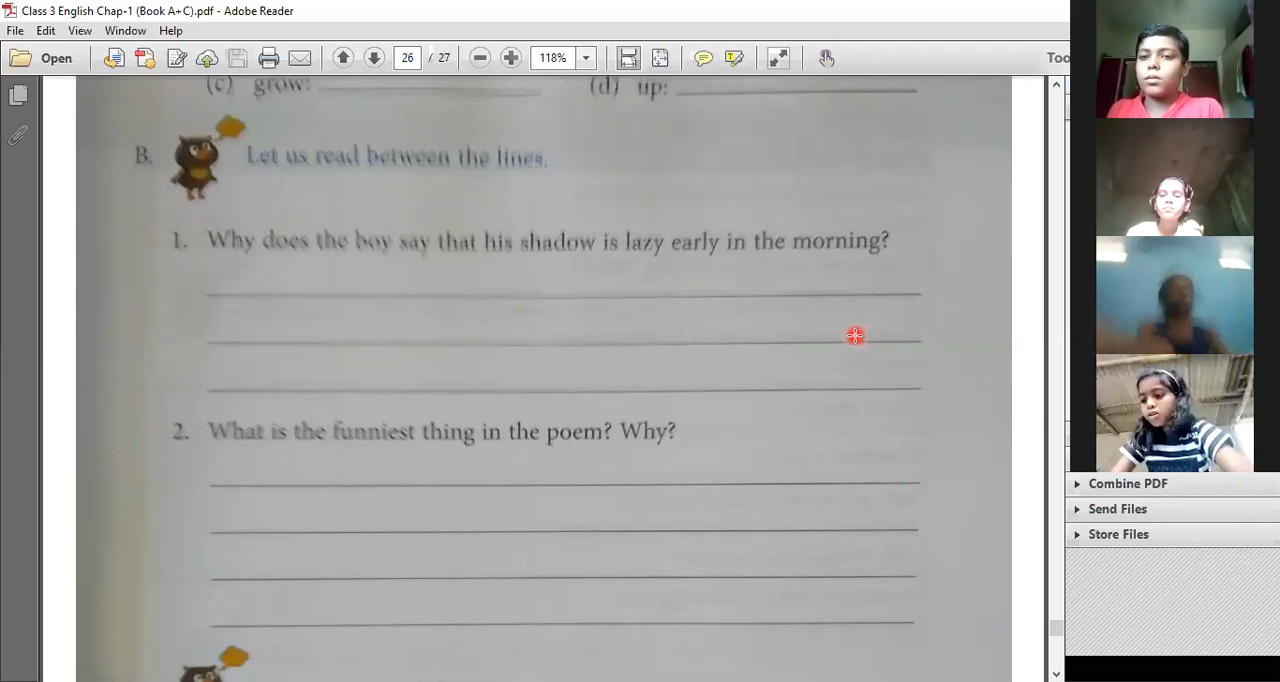 Class 3 English Chap-1 (Book A+C).pdf - Adobe Reader
File Edit View Window Help
Open 26 / 27 118% Too
(c) grow: (d) up:
B. Let us read between the lines.
1. Why does the boy say that his shadow is lazy early in the morning?
2. What is the funniest thing in the poem? Why?
Combine PDF
Send Files
Store Files